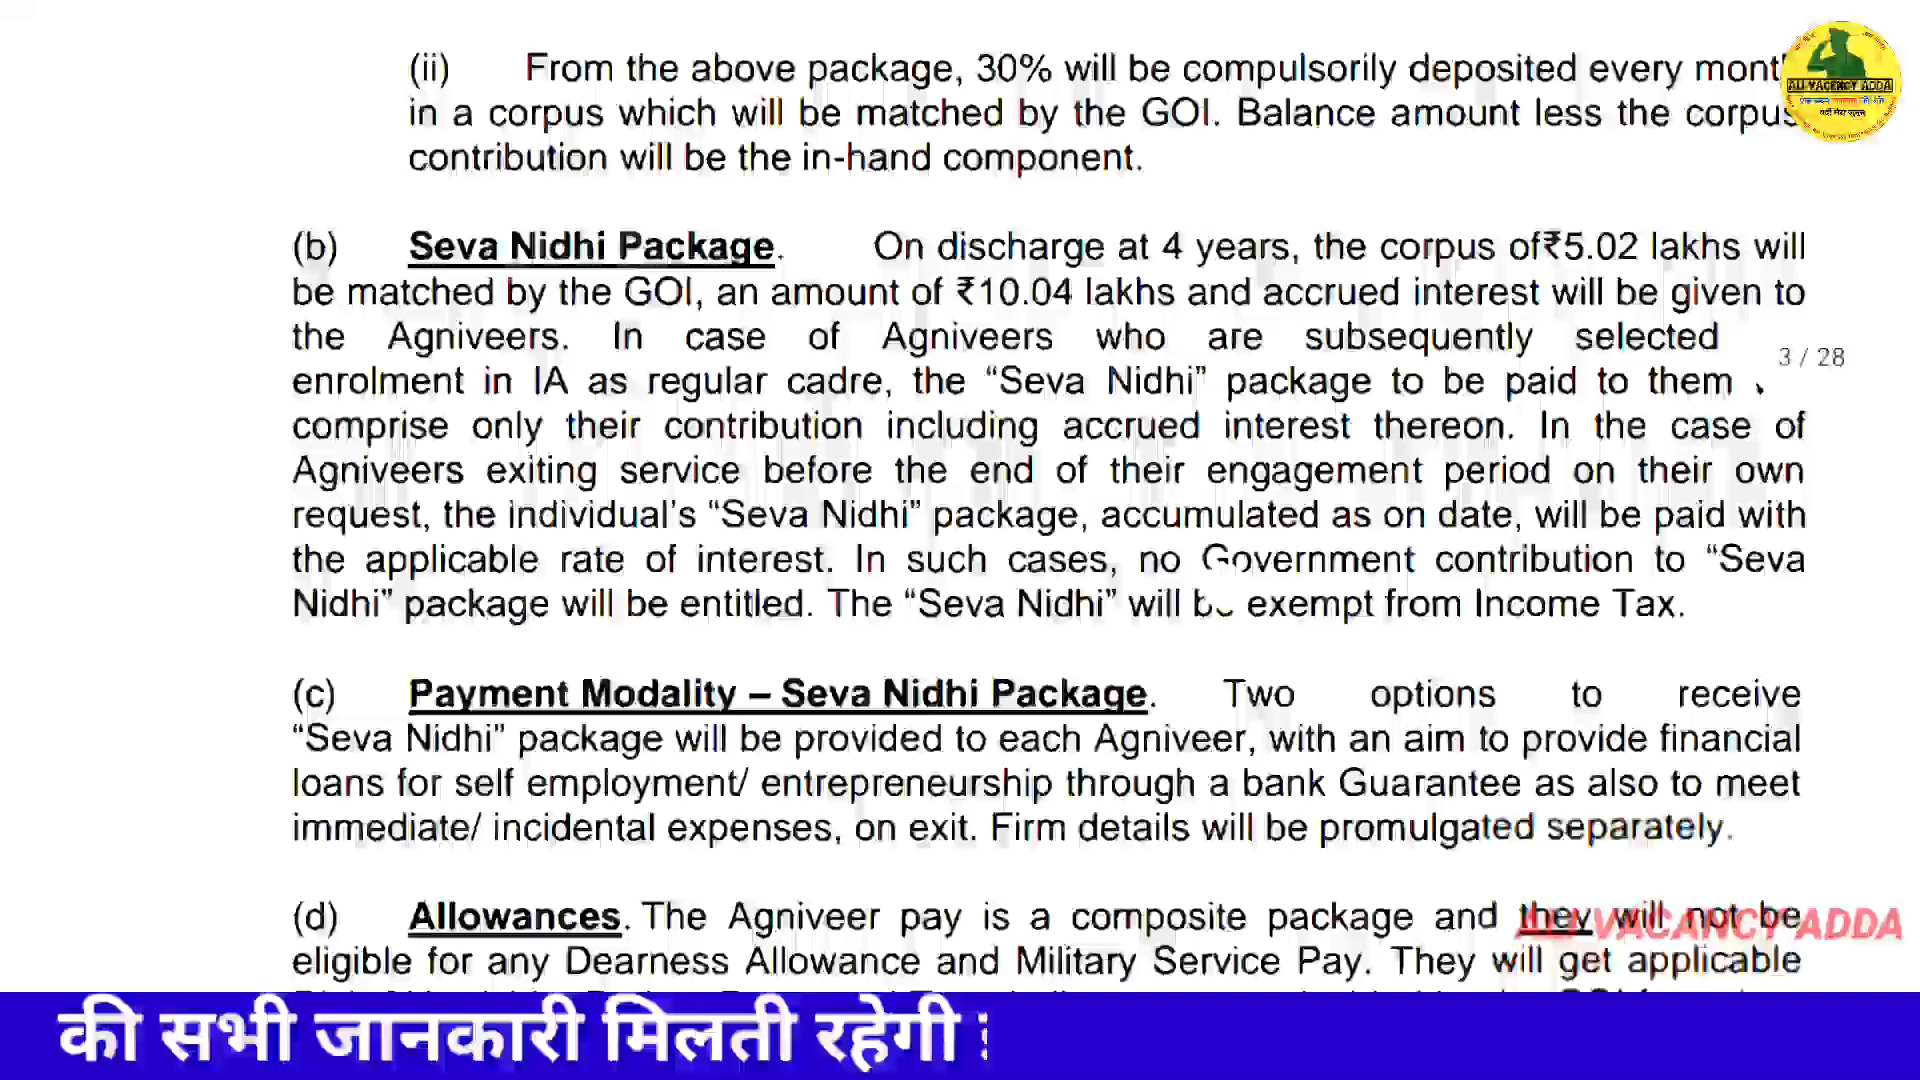 (ii) From the above package, 30% will be compulsorily deposited every
in a corpus which will be matched by the GOI. Balance amount less the corpus
contribution will be the in-hand component.
ALL VACENCY ADDA
(b) Seva Nidhi Package. On discharge at 4 years, the corpus of₹5.02 lakhs will
be matched by the GOI, an amount of ₹10.04 lakhs and accrued interest will be given to
the Agniveers. In case of Agniveers who are subsequently selected
3 / 28
enrolment in IA as regular cadre, the “Seva Nidhi” package to be paid to them
comprise only their contribution including accrued interest thereon. In the case of
Agniveers exiting service before the end of their engagement period on their own
request, the individual’s “Seva Nidhi” package, accumulated as on date, will be paid with
the applicable rate of interest. In such cases, no Government contribution to “Seva
Nidhi” package will be entitled. The “Seva Nidhi” will be exempt from Income Tax.
(c) Payment Modality – Seva Nidhi Package. Two options to receive
“Seva Nidhi” package will be provided to each Agniveer, with an aim to provide financial
loans for self employment/ entrepreneurship through a bank Guarantee as also to meet
immediate/ incidental expenses, on exit. Firm details will be promulgated separately.
(d) Allowances. The Agniveer pay is a composite package and they will not be
ALL VACANCY ADDA
eligible for any Dearness Allowance and Military Service Pay. They will get applicable
की सभी जानकारी मिलती रहेगी